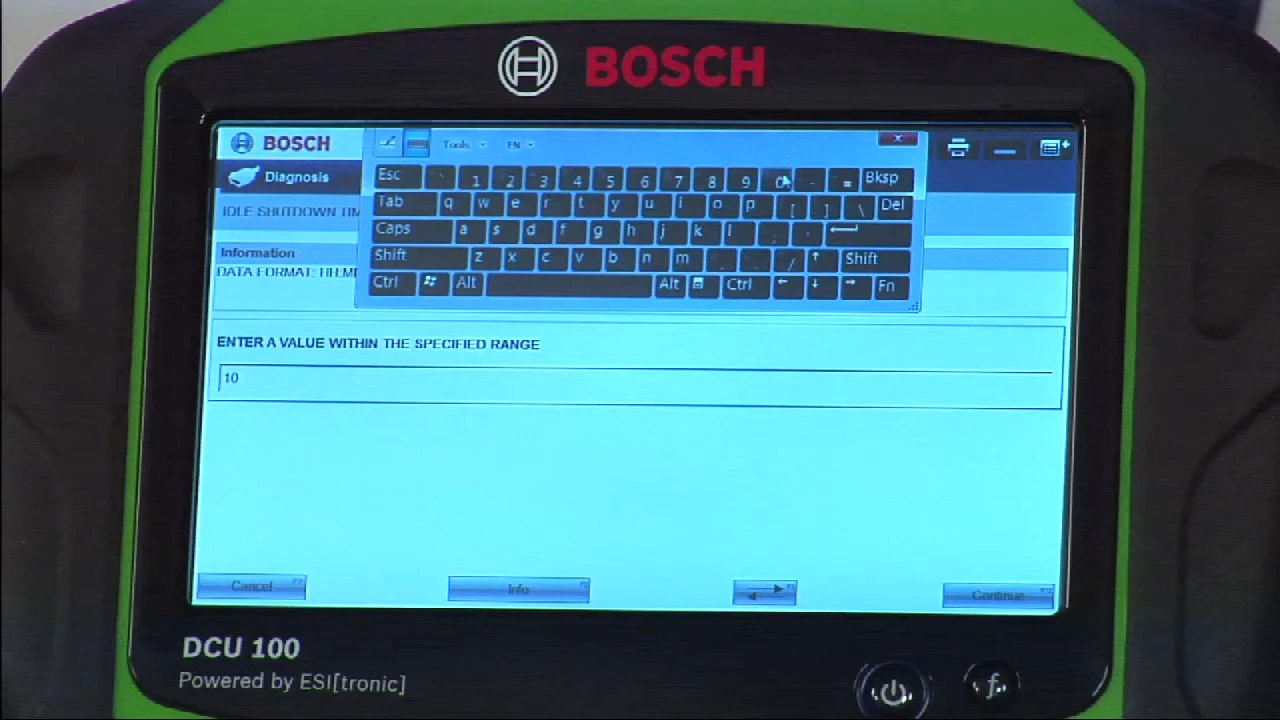 BOSCH
BOSCH
Tools EN
Diagnosis
Esc 1 2 3 4 5 6 7 8 9 0 - = Bksp
Tab q w e r t y u i o p [ ] \ Del
IDLE SHUTDOWN TIM
Caps a s d f g h j k l ;
Information
Shift z x c v b n m / Shift
DATA FORMAT:
Ctrl Alt Alt Ctrl Fn
ENTER A VALUE WITHIN THE SPECIFIED RANGE
10
Cancel Info Continue
DCU 100
Powered by ESI[tronic]